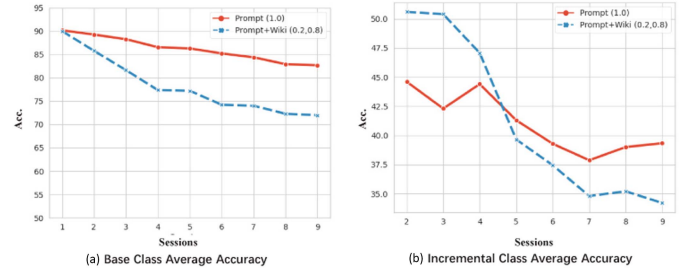 95
90
85
80
75
70
65
60
55
50
Acc.
Prompt (1.0)
Prompt+Wiki (0.2,0.8)
1 2 3 4 5 6 7 8 9
Sessions
(a) Base Class Average Accuracy
50.0
47.5
45.0
42.5
40.0
37.5
35.0
Acc.
Prompt (1.0)
Prompt+Wiki (0.2,0.8)
2 3 4 5 6 7 8 9
Sessions
(b) Incremental Class Average Accuracy